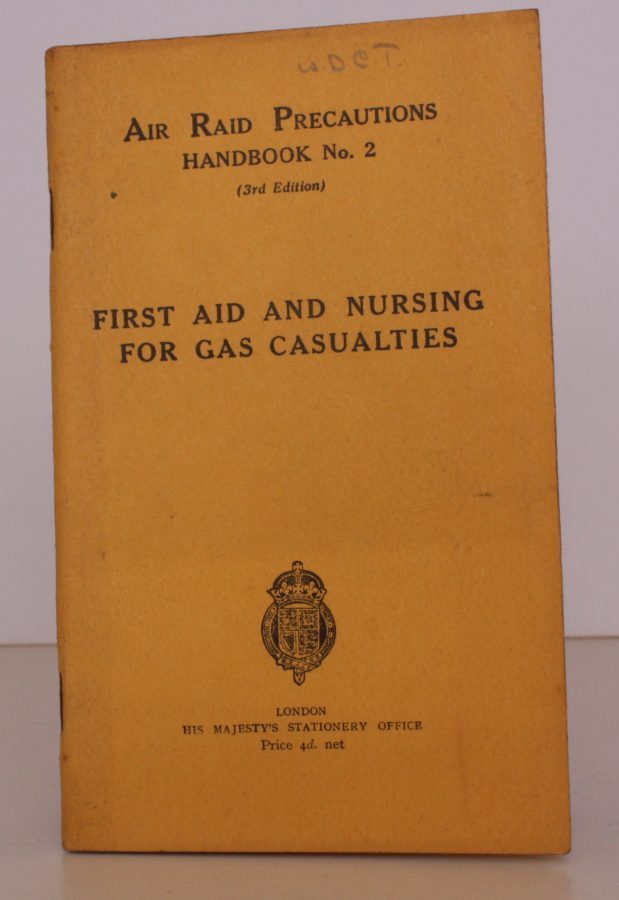 AIR RAID PRECAUTIONS
HANDBOOK No. 2
(3rd Edition)
FIRST AID AND NURSING
FOR GAS CASUALTIES
LONDON
HIS MAJESTY'S STATIONERY OFFICE
Price 4d. net